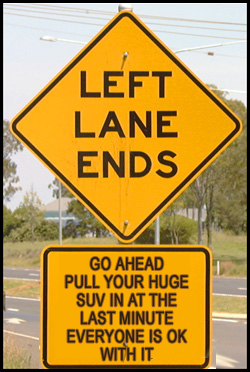 LEFT
LANE
ENDS
GO AHEAD
PULL YOUR HUGE
SUV IN AT THE
LAST MINUTE
EVERYONE IS OK
WITH IT